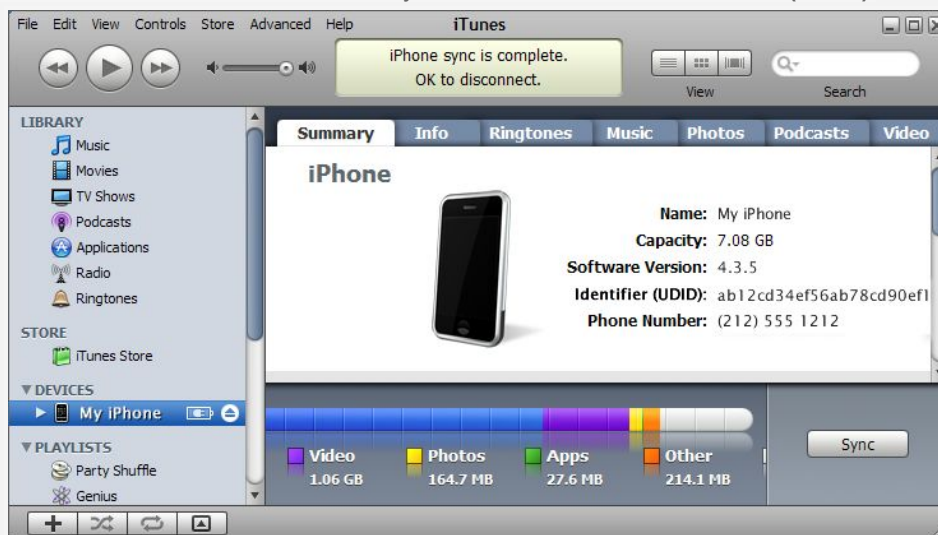 File Edit View Controls Store Advanced Help iTunes
iPhone sync is complete.
OK to disconnect.
View Search
LIBRARY
Music
Movies
TV Shows
Podcasts
Applications
Radio
Ringtones
STORE
iTunes Store
DEVICES
My iPhone
PLAYLISTS
Party Shuffle
Genius
Summary Info Ringtones Music Photos Podcasts Video
iPhone
Name: My iPhone
Capacity: 7.08 GB
Software Version: 4.3.5
Identifier (UDID): ab12cd34ef56ab78cd90ef1
Phone Number: (212) 555 1212
Video Photos Apps Other
1.06 GB 164.7 MB 27.6 MB 214.1 MB
Sync